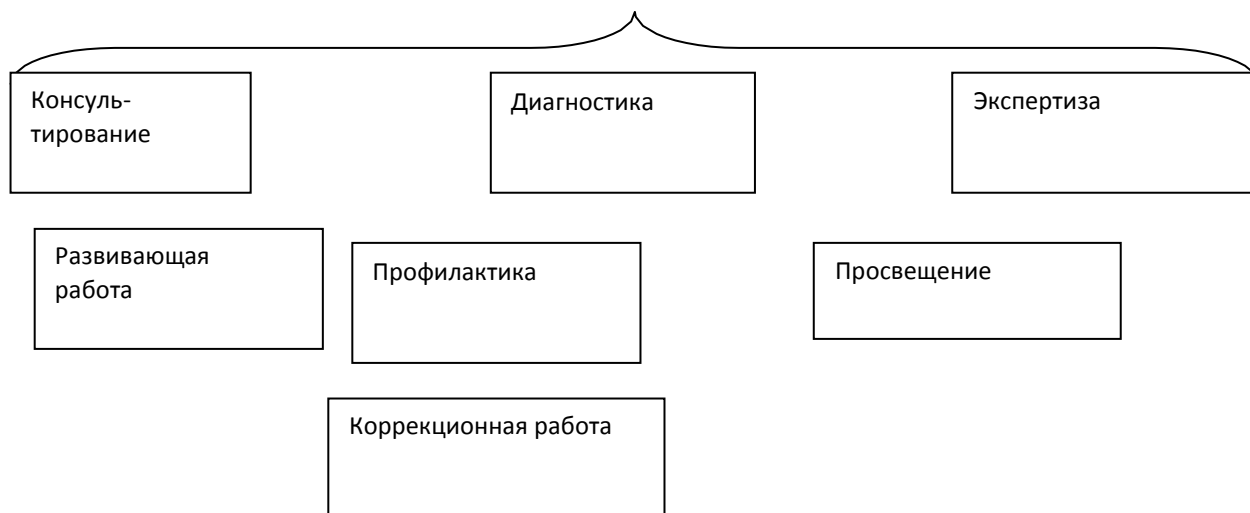 Консуль-
тирование
Диагностика
Экспертиза
Развивающая
работа
Профилактика
Просвещение
Коррекционная работа